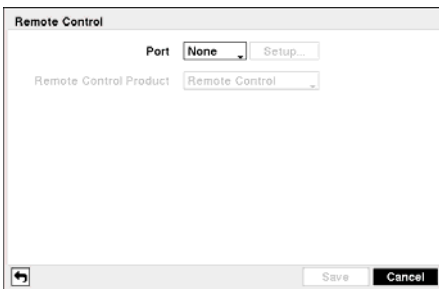 Remote Control
Port None Setup...
Remote Control Product Remote Control
Save Cancel